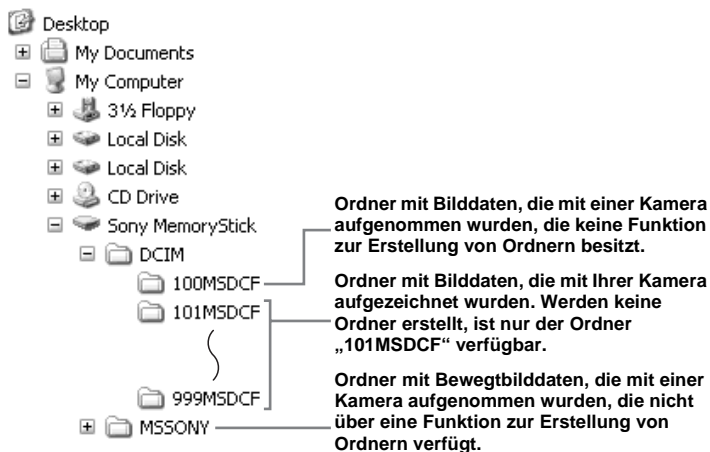 Desktop
My Documents
My Computer
3½ Floppy
Local Disk
Local Disk
CD Drive
Sony MemoryStick
DCIM
100MSDCF
101MSDCF
999MSDCF
MSSONY
Ordner mit Bilddaten, die mit einer Kamera
aufgenommen wurden, die keine Funktion
zur Erstellung von Ordnern besitzt.
Ordner mit Bilddaten, die mit Ihrer Kamera
aufgezeichnet wurden. Werden keine
Ordner erstellt, ist nur der Ordner
„101MSDCF“ verfügbar.
Ordner mit Bewegtbilddaten, die mit einer
Kamera aufgenommen wurden, die nicht
über eine Funktion zur Erstellung von
Ordnern verfügt.